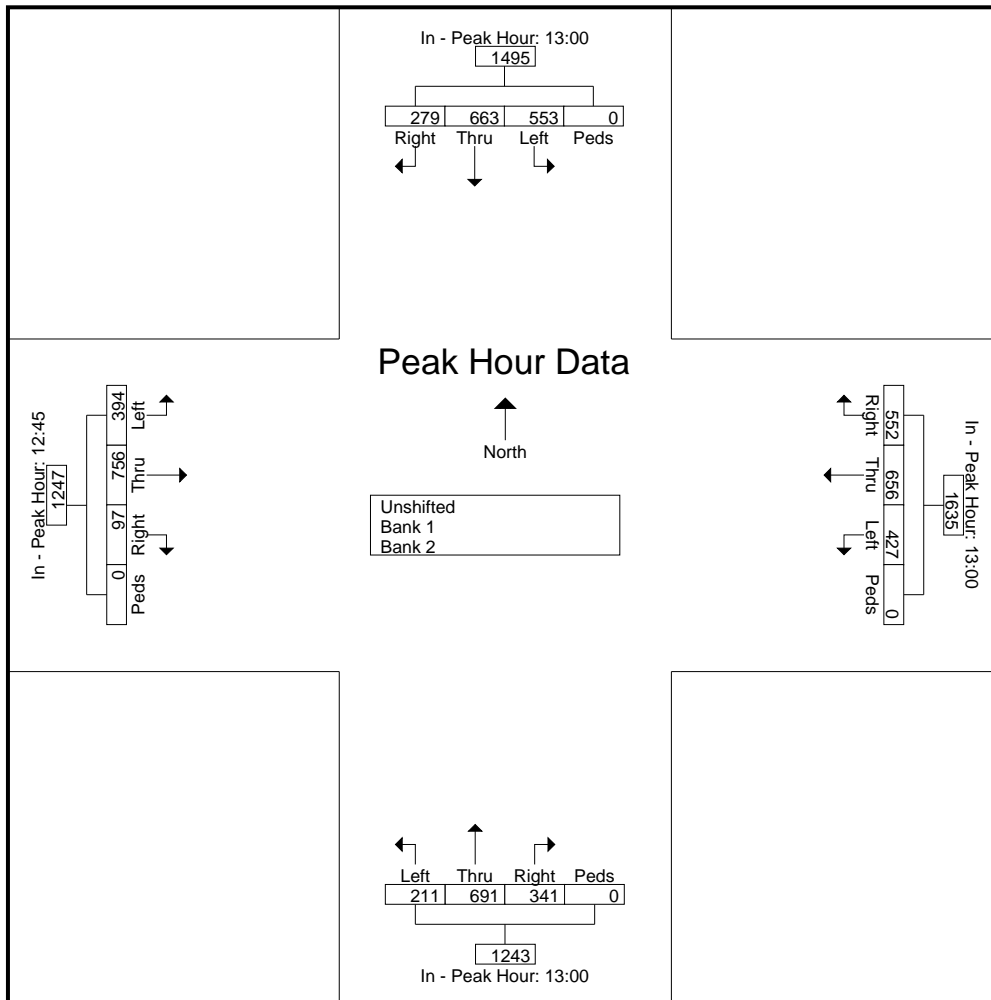 In - Peak Hour: 13:00
1495
279 663 553 0
Right Thru Left Peds
Peak Hour Data
North
Unshifted
Bank 1
Bank 2
In - Peak Hour: 12:45
1247
394 756 97 0
Left Thru Right Peds
In - Peak Hour: 13:00
1635
552 656 427 0
Right Thru Left Peds
Left Thru Right Peds
211 691 341 0
1243
In - Peak Hour: 13:00